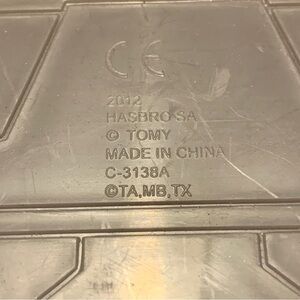 CE
2012
HASBRO SA
© TOMY
MADE IN CHINA
C-3138A
©TA,MB,TX